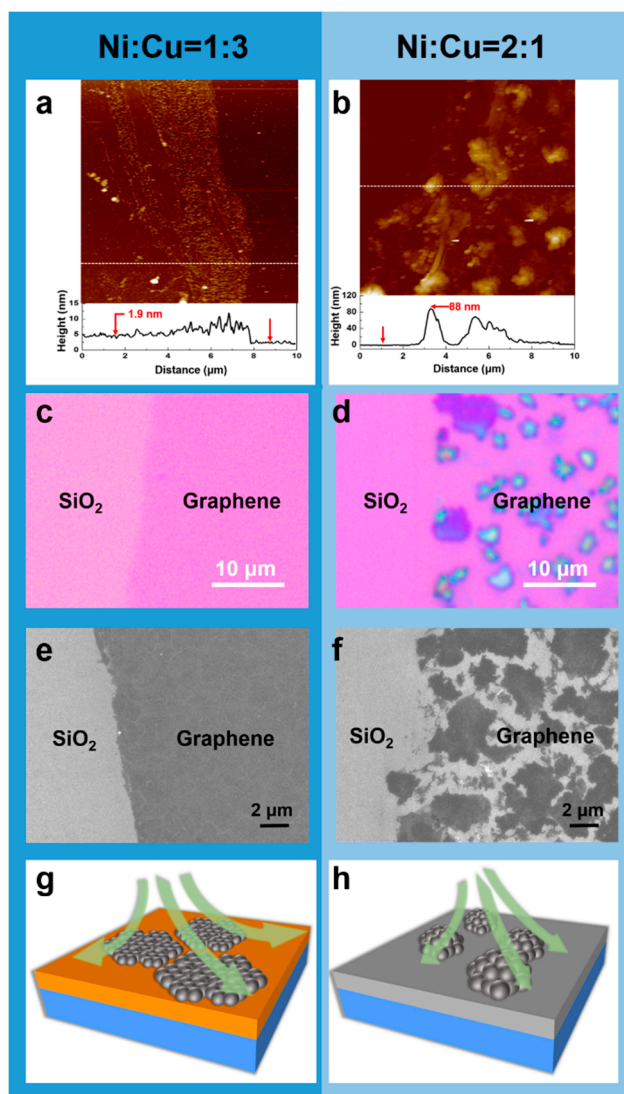 Ni:Cu=1:3
Ni:Cu=2:1
a
b
Height (nm)
15
10
5
0
1.9 nm
0 2 4 6 8 10
Distance (μm)
Height (nm)
120
80
40
0
88 nm
0 2 4 6 8 10
Distance (μm)
c
SiO₂
Graphene
10 μm
d
SiO₂
Graphene
10 μm
e
SiO₂
Graphene
2 μm
f
SiO₂
Graphene
2 μm
g
h